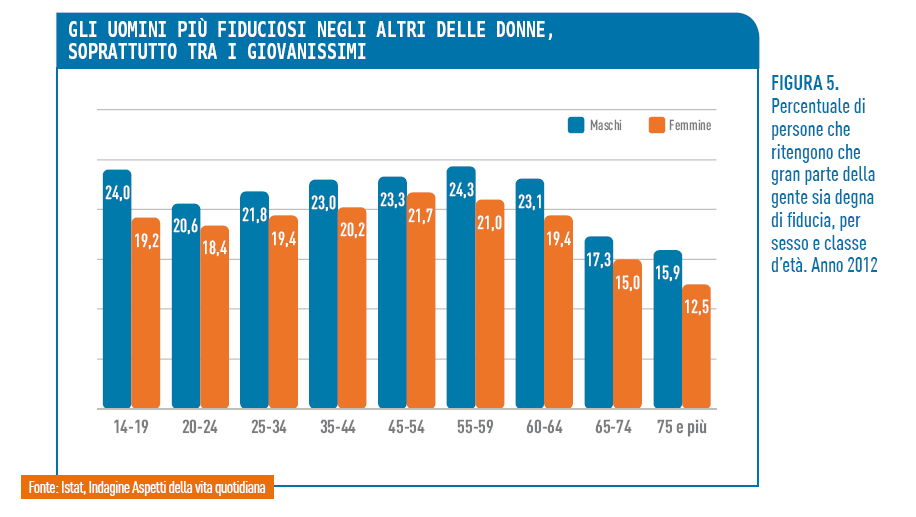 GLI UOMINI PIÙ FIDUCIOSI NEGLI ALTRI DELLE DONNE,
SOPRATTUTTO TRA I GIOVANISSIMI
FIGURA 5.
Percentuale di
persone che
ritengono che
gran parte della
gente sia degna
di fiducia, per
sesso e classe
d'età. Anno 2012
Maschi Femmine
24,0 19,2 20,6 18,4 21,8 19,4 23,0 20,2 23,3 21,7 24,3 21,0 23,1 19,4 17,3 15,0 15,9 12,5
14-19 20-24 25-34 35-44 45-54 55-59 60-64 65-74 75 e più
Fonte: Istat, Indagine Aspetti della vita quotidiana